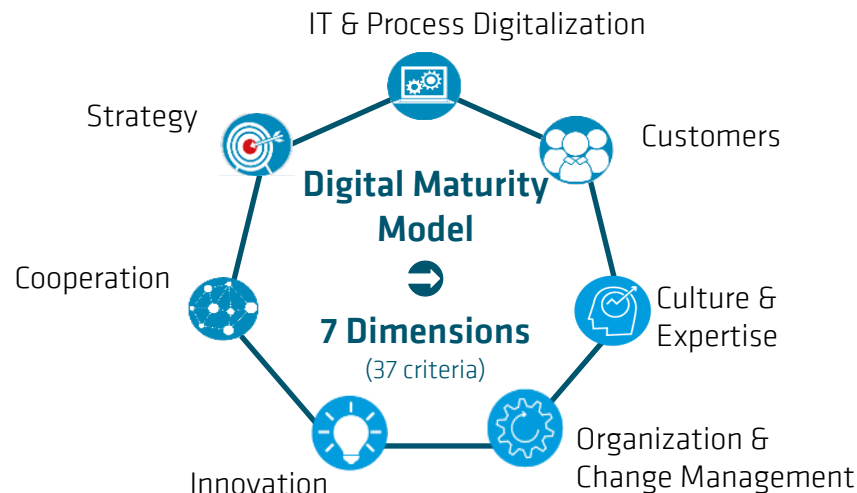 IT & Process Digitalization
Strategy
Customers
Digital Maturity
Model
Cooperation
Culture &
Expertise
7 Dimensions
(37 criteria)
Organization &
Change Management
Innovation